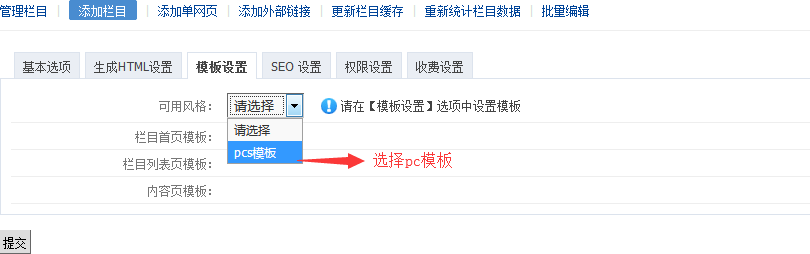 管理栏目 | 添加栏目 | 添加单网页 | 添加外部链接 | 更新栏目缓存 | 重新统计栏目数据 | 批量编辑
基本选项 生成HTML设置 模板设置 SEO 设置 权限设置 收费设置
可用风格： 请选择 请在【模板设置】选项中设置模板
请选择
栏目首页模板：
pcs模板 选择pc模板
栏目列表页模板：
内容页模板：
提交